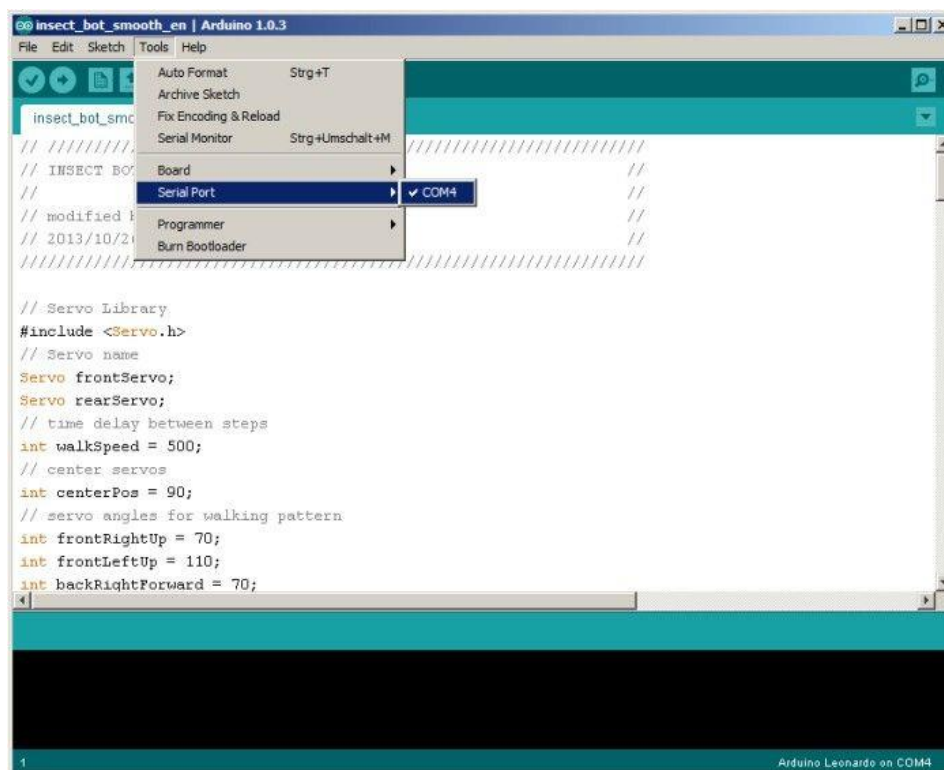 insect_bot_smooth_en | Arduino 1.0.3
File Edit Sketch Tools Help
Auto Format Strg+T
Archive Sketch
Fix Encoding & Reload
Serial Monitor Strg+Umschalt+M
Board
Serial Port
COM4
Programmer
Burn Bootloader
insect_bot_smo
// /////////////////////////////
// INSECT BO //
// //
// modified //
// 2013/10/2 //
/////////////////////////////////////////////////////////
// Servo Library
#include <Servo.h>
// Servo name
Servo frontServo;
Servo rearServo;
// time delay between steps
int walkSpeed = 500;
// center servos
int centerPos = 90;
// servo angles for walking pattern
int frontRightUp = 70;
int frontLeftUp = 110;
int backRightForward = 70;
1 Arduino Leonardo on COM4